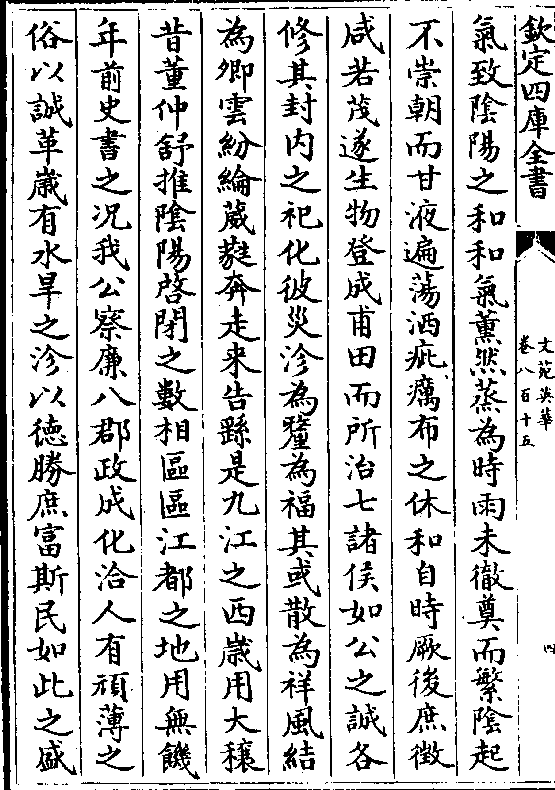 欽定四庫全書
文苑英華
卷八百十五
四
氣致陰陽之和和氣薫然蒸為時雨未徹奠而繁陰起
不崇朝而甘液遍蕩洒疵癘布之休和自時厥後庶徴
咸若茂遂生物登成甫田而所治七諸侯如公之誠各
修其封内之祀化彼災沴為釐為福其或散為祥風結
為卿雲紛綸葳蕤奔走来告繇是九江之西歲用大穰
昔董仲舒推陰陽啓閉之數相區區江都之地用無饑
年前史書之况我公察廉八郡政成化洽人有頑薄之
俗以誠革歲有水旱之沴以徳勝庶富斯民如此之盛